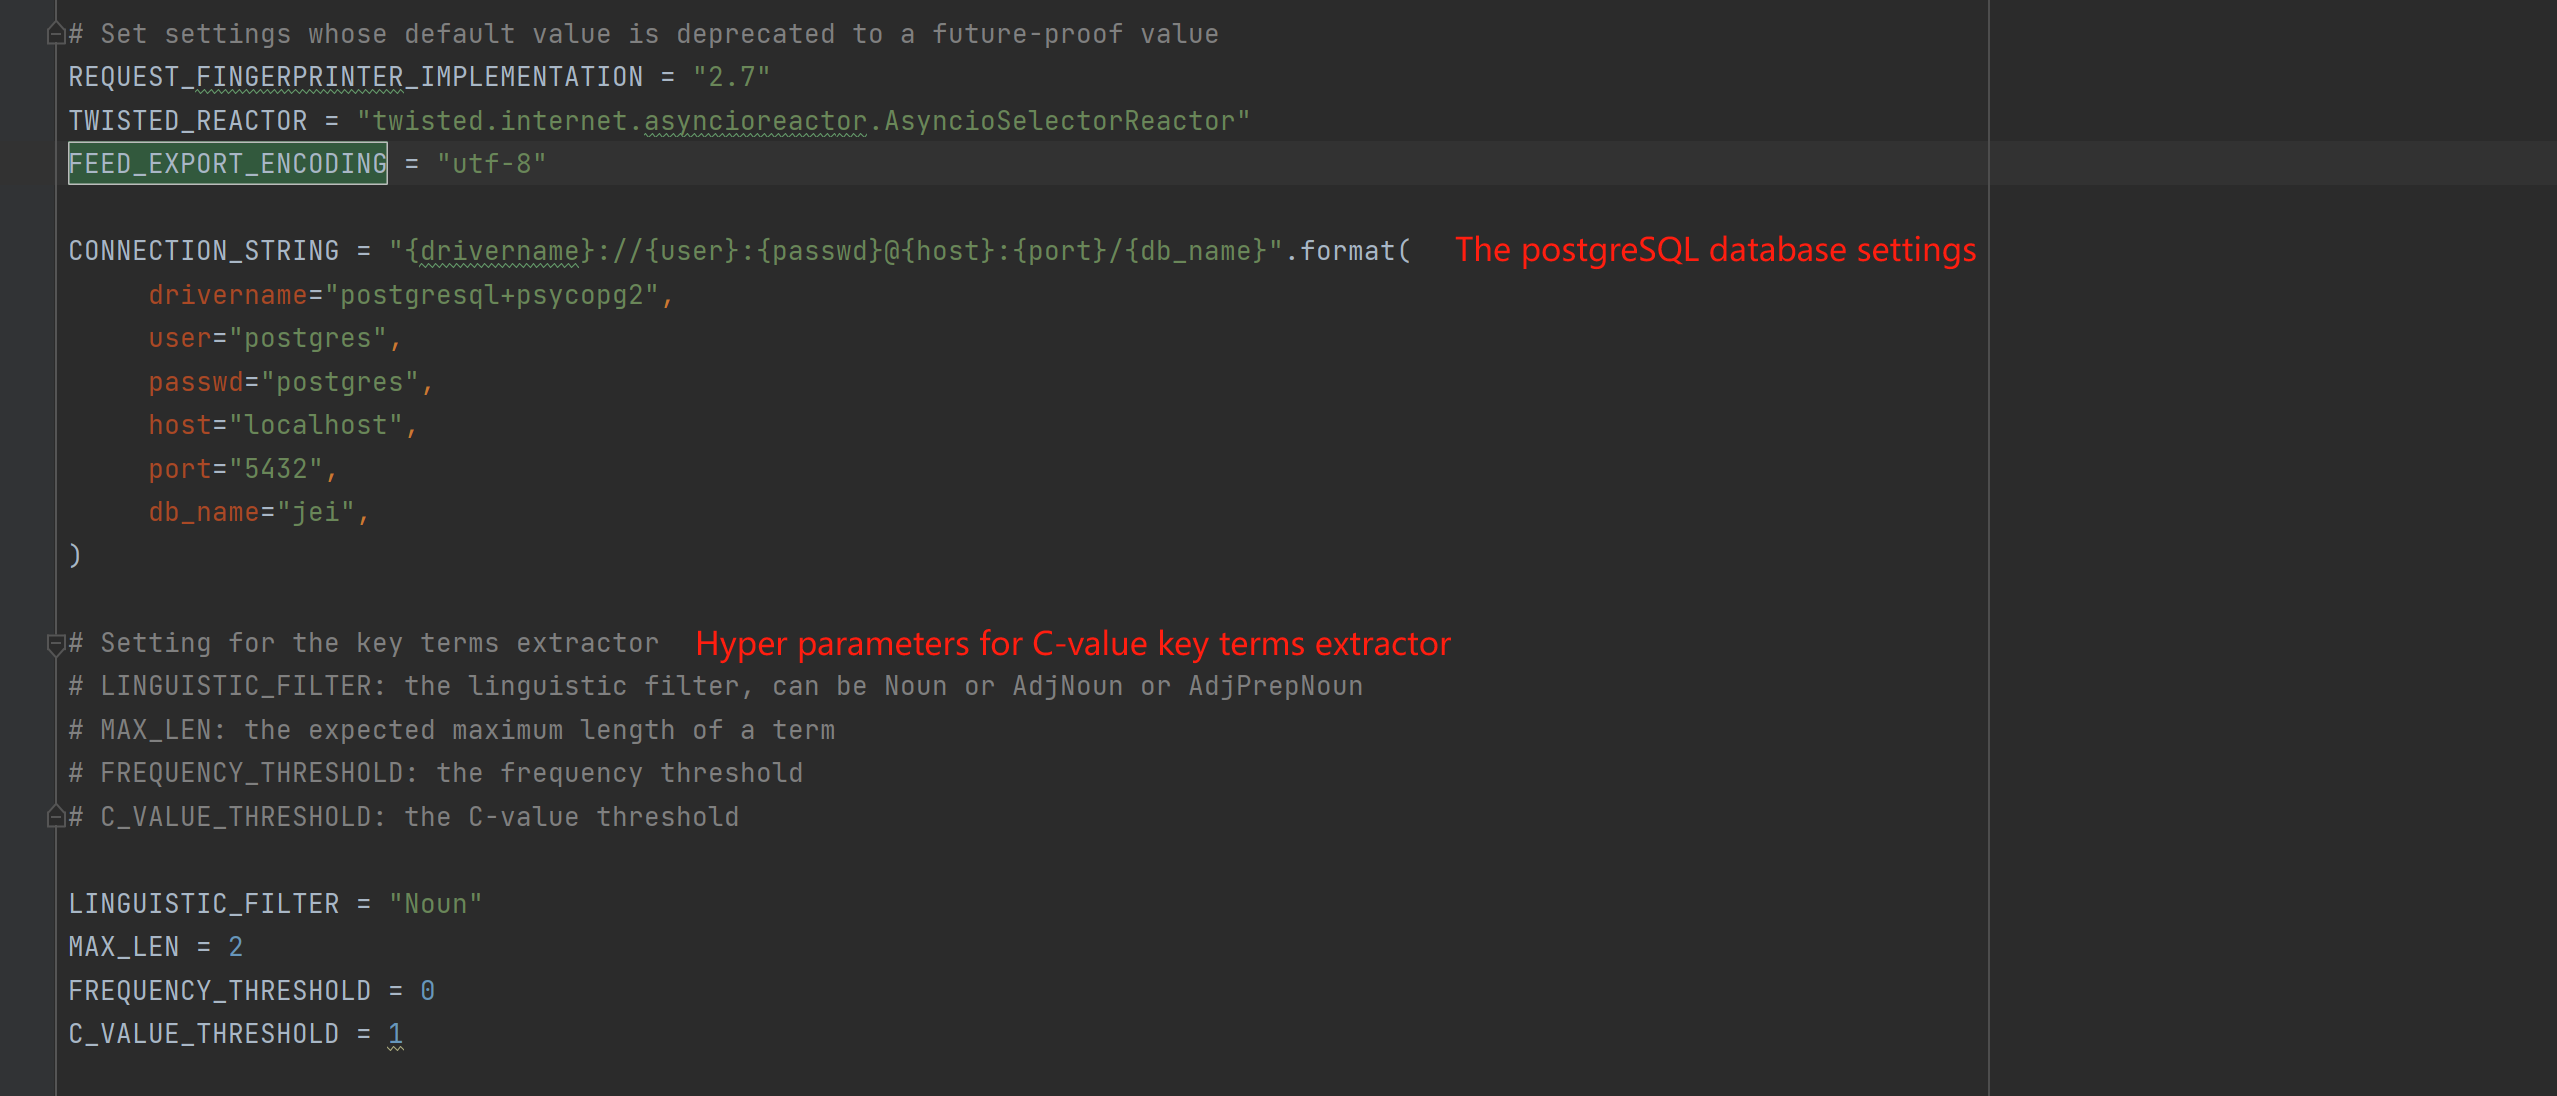 # Set settings whose default value is deprecated to a future-proof value
REQUEST_FINGERPRINTER_IMPLEMENTATION = "2.7"
TWISTED_REACTOR = "twisted.internet.asyncioreactor.AsyncioSelectorReactor"
FEED_EXPORT_ENCODING = "utf-8"
CONNECTION_STRING = "{drivername}://{user}:{passwd}@{host}:{port}/{db_name}".format( The postgreSQL database settings
drivername="postgresql+psycopg2",
user="postgres",
passwd="postgres",
host="localhost",
port="5432",
db_name="jei",
)
# Setting for the key terms extractor Hyper parameters for C-value key terms extractor
# LINGUISTIC_FILTER: the linguistic filter, can be Noun or AdjNoun or AdjPrepNoun
# MAX_LEN: the expected maximum length of a term
# FREQUENCY_THRESHOLD: the frequency threshold
# C_VALUE_THRESHOLD: the C-value threshold
LINGUISTIC_FILTER = "Noun"
MAX_LEN = 2
FREQUENCY_THRESHOLD = 0
C_VALUE_THRESHOLD = 1